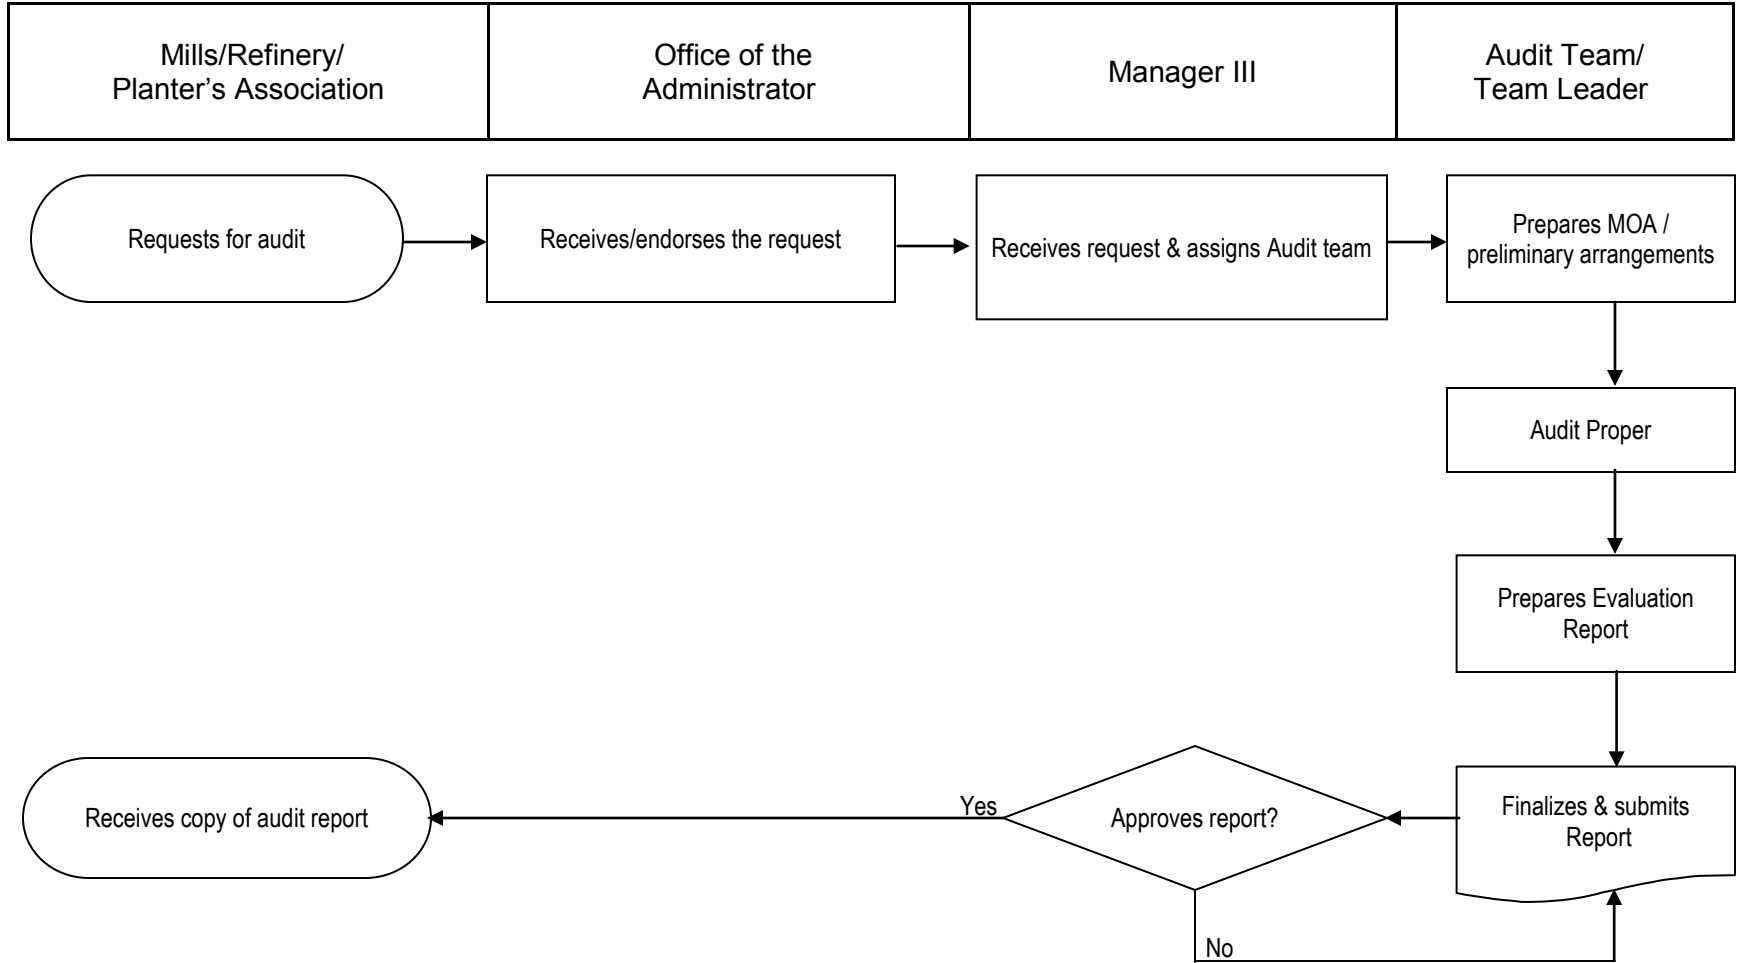 Mills/Refinery/
Planter’s Association
Office of the
Administrator
Manager III
Audit Team/
Team Leader
Requests for audit
Receives/endorses the request
Receives request & assigns Audit team
Prepares MOA /
preliminary arrangements
Audit Proper
Prepares Evaluation
Report
Finalizes & submits
Report
Approves report?
Yes
No
Receives copy of audit report